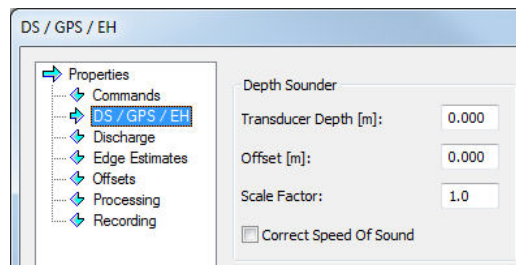 DS / GPS / EH
Properties
Commands
DS / GPS / EH
Discharge
Edge Estimates
Offsets
Processing
Recording
Depth Sounder
Transducer Depth [m]: 0.000
Offset [m]: 0.000
Scale Factor: 1.0
Correct Speed Of Sound